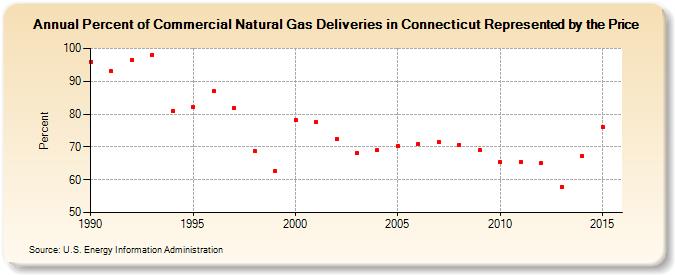 Annual Percent of Commercial Natural Gas Deliveries in Connecticut Represented by the Price
Percent
100
90
80
70
60
50
1990 1995 2000 2005 2010 2015
Source: U.S. Energy Information Administration